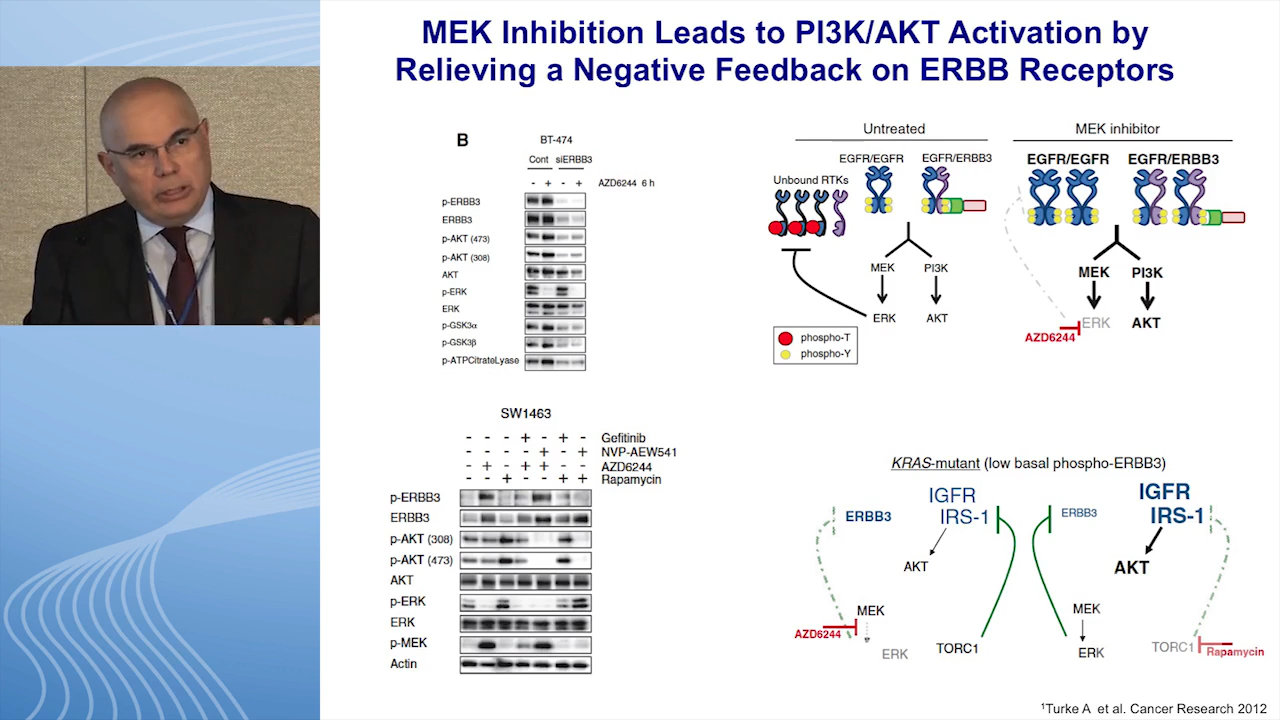 MEK Inhibition Leads to PI3K/AKT Activation by
Relieving a Negative Feedback on ERBB Receptors
B
BT-474
Cont siERBB3
- + - + AZD6244 6 h
p-ERBB3
ERBB3
p-AKT (473)
p-AKT (308)
AKT
p-ERK
ERK
p-GSK3α
p-GSK3β
p-ATPCitrateLyase
Untreated
EGFR/EGFR EGFR/ERBB3
Unbound RTKs
MEK PI3K
ERK AKT
phospho-T
phospho-Y
MEK inhibitor
EGFR/EGFR EGFR/ERBB3
MEK PI3K
AZD6244 ERK AKT
SW1463
- - - + - + - Gefitinib
- - - - + - + NVP-AEW541
- + - + + - - AZD6244
- - + - - + + Rapamycin
p-ERBB3
ERBB3
p-AKT (308)
p-AKT (473)
AKT
p-ERK
ERK
p-MEK
Actin
KRAS-mutant (low basal phospho-ERBB3)
IGFR
ERBB3 IRS-1
AKT
MEK
AZD6244
ERK TORC1
IGFR
ERBB3 IRS-1
AKT
MEK
ERK TORC1 Rapamycin
¹Turke A et al. Cancer Research 2012